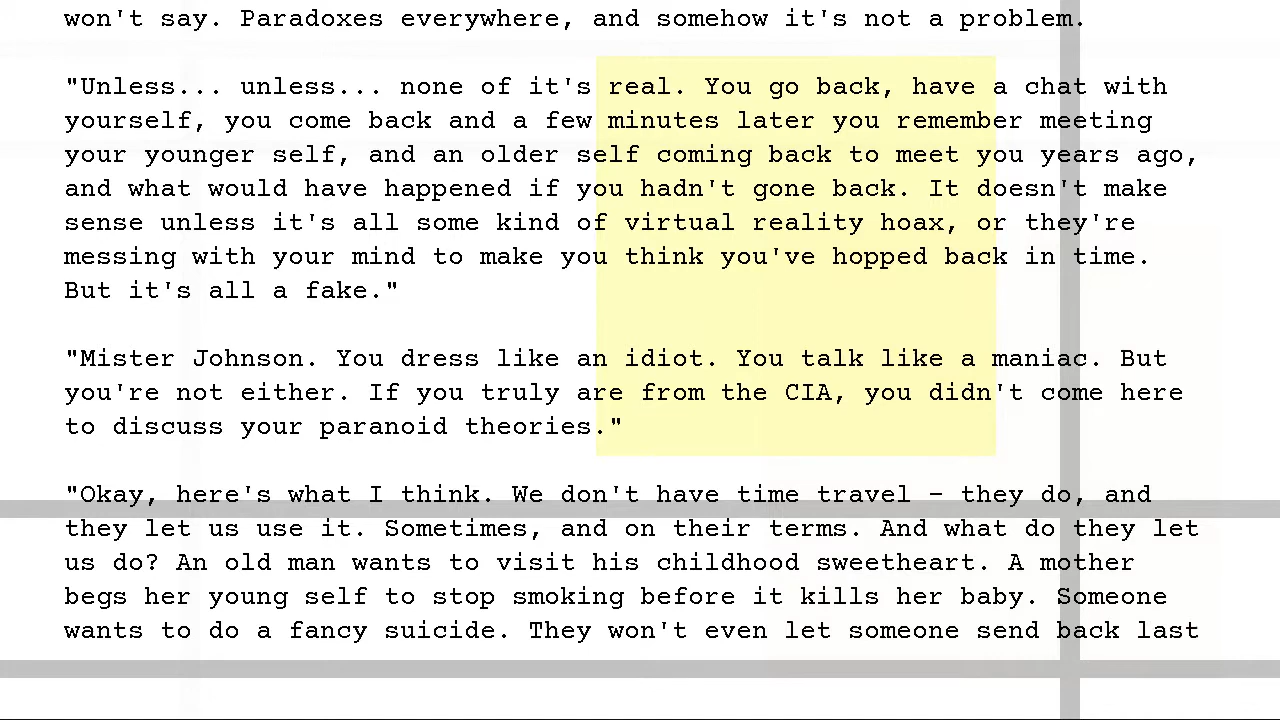 won't say. Paradoxes everywhere, and somehow it's not a problem.
"Unless... unless... none of it's real. You go back, have a chat with
yourself, you come back and a few minutes later you remember meeting
your younger self, and an older self coming back to meet you years ago,
and what would have happened if you hadn't gone back. It doesn't make
sense unless it's all some kind of virtual reality hoax, or they're
messing with your mind to make you think you've hopped back in time.
But it's all a fake."
"Mister Johnson. You dress like an idiot. You talk like a maniac. But
you're not either. If you truly are from the CIA, you didn't come here
to discuss your paranoid theories."
"Okay, here's what I think. We don't have time travel – they do, and
they let us use it. Sometimes, and on their terms. And what do they let
us do? An old man wants to visit his childhood sweetheart. A mother
begs her young self to stop smoking before it kills her baby. Someone
wants to do a fancy suicide. They won't even let someone send back last